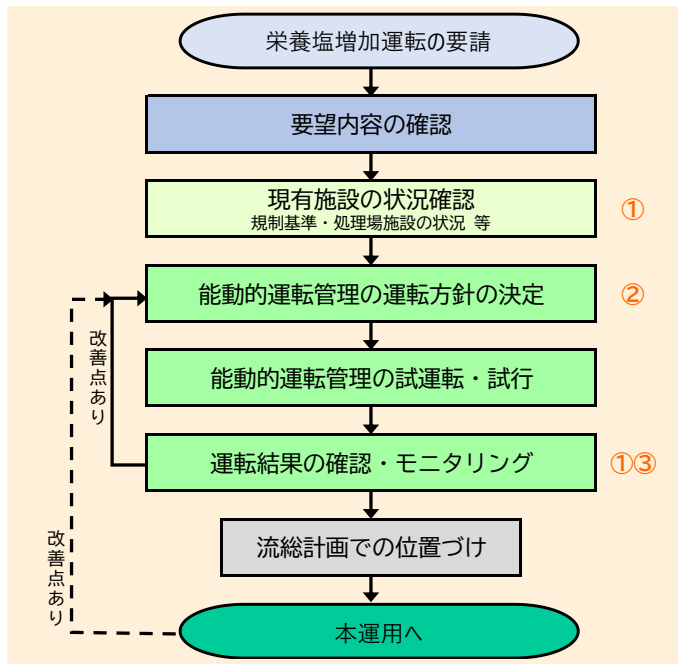 栄養塩増加運転の要請
要望内容の確認
現有施設の状況確認
規制基準・処理場施設の状況 等
①
能動的運転管理の運転方針の決定
②
改善点あり
能動的運転管理の試運転・試行
運転結果の確認・モニタリング
①③
流総計画での位置づけ
改善点あり
本運用へ